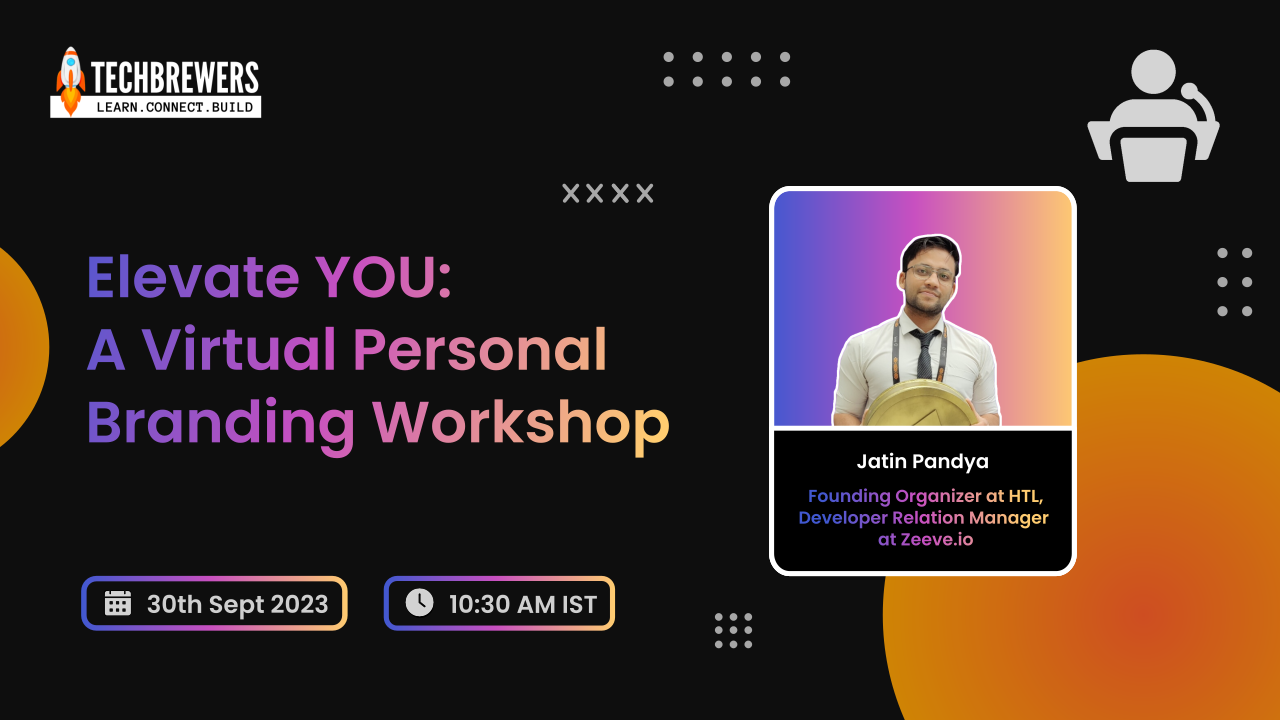 TECHBREWERS
LEARN.CONNECT.BUILD
Elevate YOU:
A Virtual Personal
Branding Workshop
Jatin Pandya
Founding Organizer at HTL,
Developer Relation Manager
at Zeeve.io
30th Sept 2023
10:30 AM IST